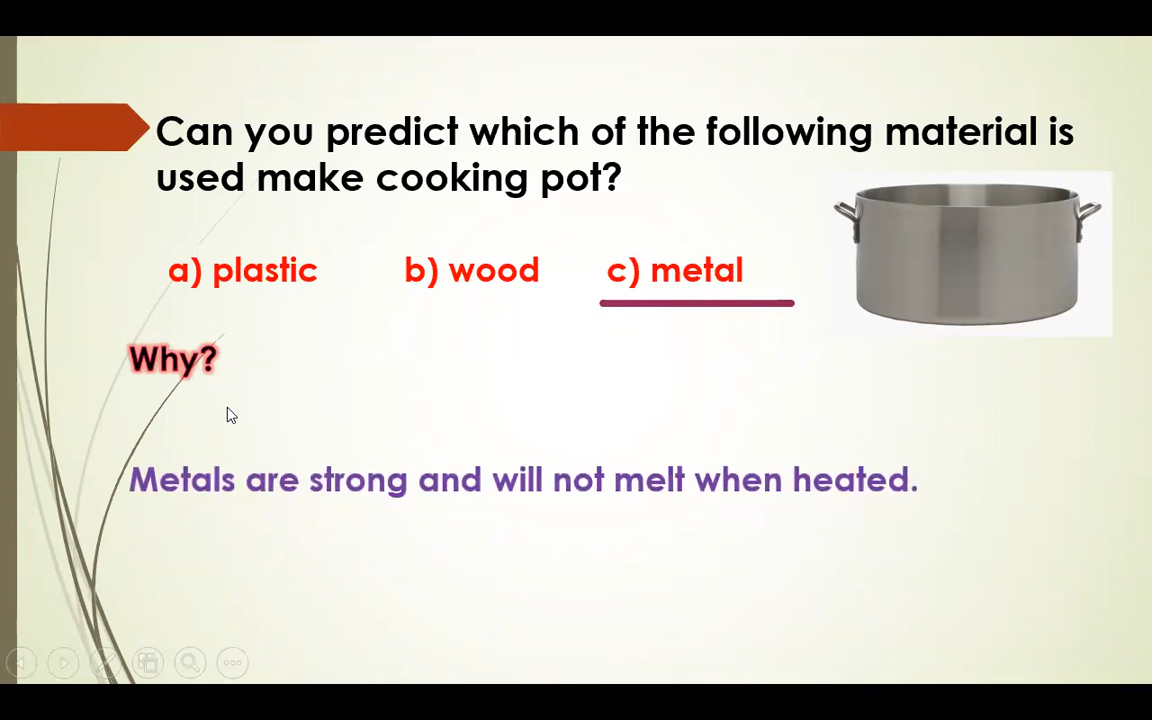 Can you predict which of the following material is
used make cooking pot?
a) plastic b) wood c) metal
Why?
Metals are strong and will not melt when heated.